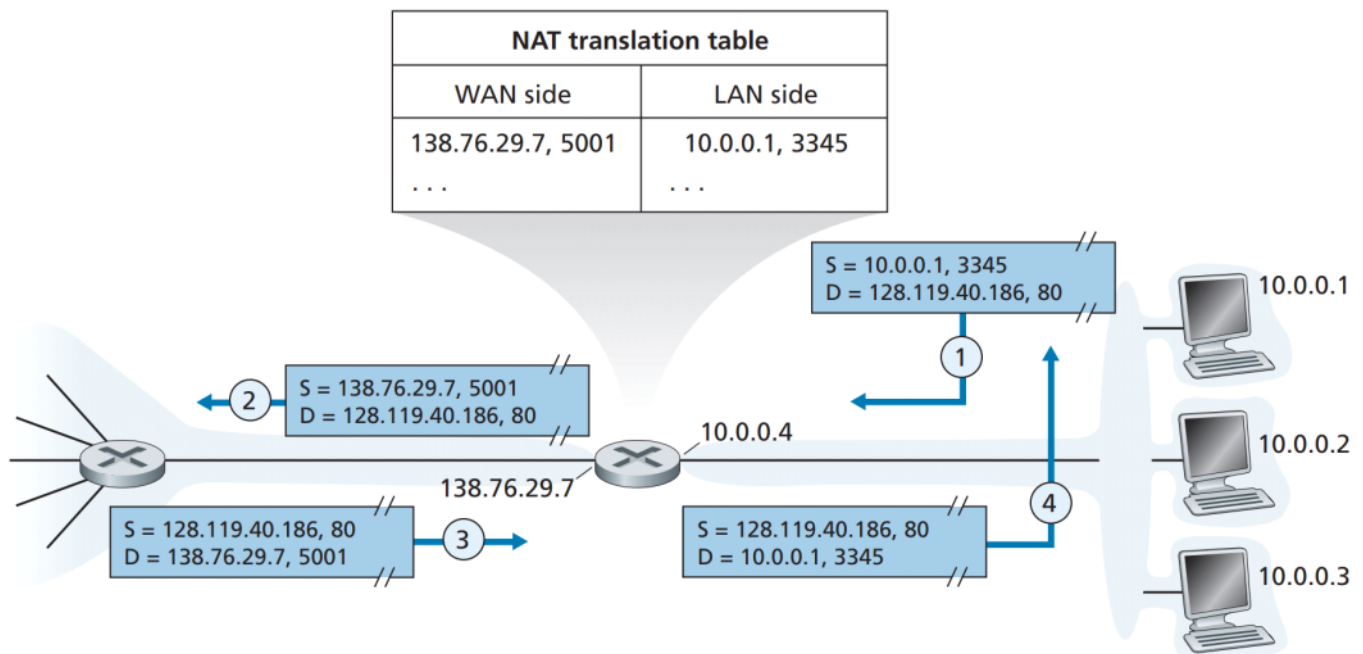 NAT translation table
WAN side LAN side
138.76.29.7, 5001 10.0.0.1, 3345
. . . . . .
S = 10.0.0.1, 3345
D = 128.119.40.186, 80
10.0.0.1
1
S = 138.76.29.7, 5001
D = 128.119.40.186, 80
2
10.0.0.4
10.0.0.2
138.76.29.7
S = 128.119.40.186, 80
D = 138.76.29.7, 5001
3
S = 128.119.40.186, 80
D = 10.0.0.1, 3345
4
10.0.0.3